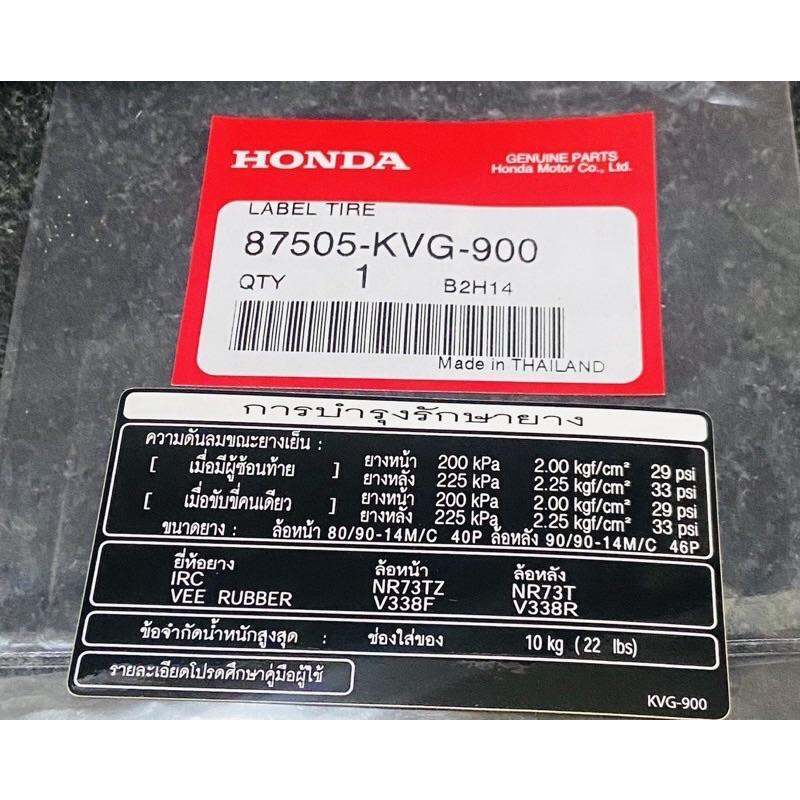 HONDA
GENUINE PARTS
Honda Motor Co., Ltd.
LABEL TIRE
87505-KVG-900
QTY 1 B2H14
Made in THAILAND
การบำรุงรักษายาง
ความดันลมขณะยางเย็น :
[ เมื่อมีผู้ซ้อนท้าย ] ยางหน้า 200 kPa 2.00 kgf/cm² 29 psi
ยางหลัง 225 kPa 2.25 kgf/cm² 33 psi
[ เมื่อขับขี่คนเดียว ] ยางหน้า 200 kPa 2.00 kgf/cm² 29 psi
ยางหลัง 225 kPa 2.25 kgf/cm² 33 psi
ขนาดยาง : ล้อหน้า 80/90-14M/C 40P ล้อหลัง 90/90-14M/C 46P
ยี่ห้อยาง ล้อหน้า ล้อหลัง
IRC NR73TZ NR73T
VEE RUBBER V338F V338R
ข้อจำกัดน้ำหนักสูงสุด : ช่องใส่ของ 10 kg (22 lbs)
รายละเอียดโปรดศึกษาคู่มือผู้ใช้
KVG-900